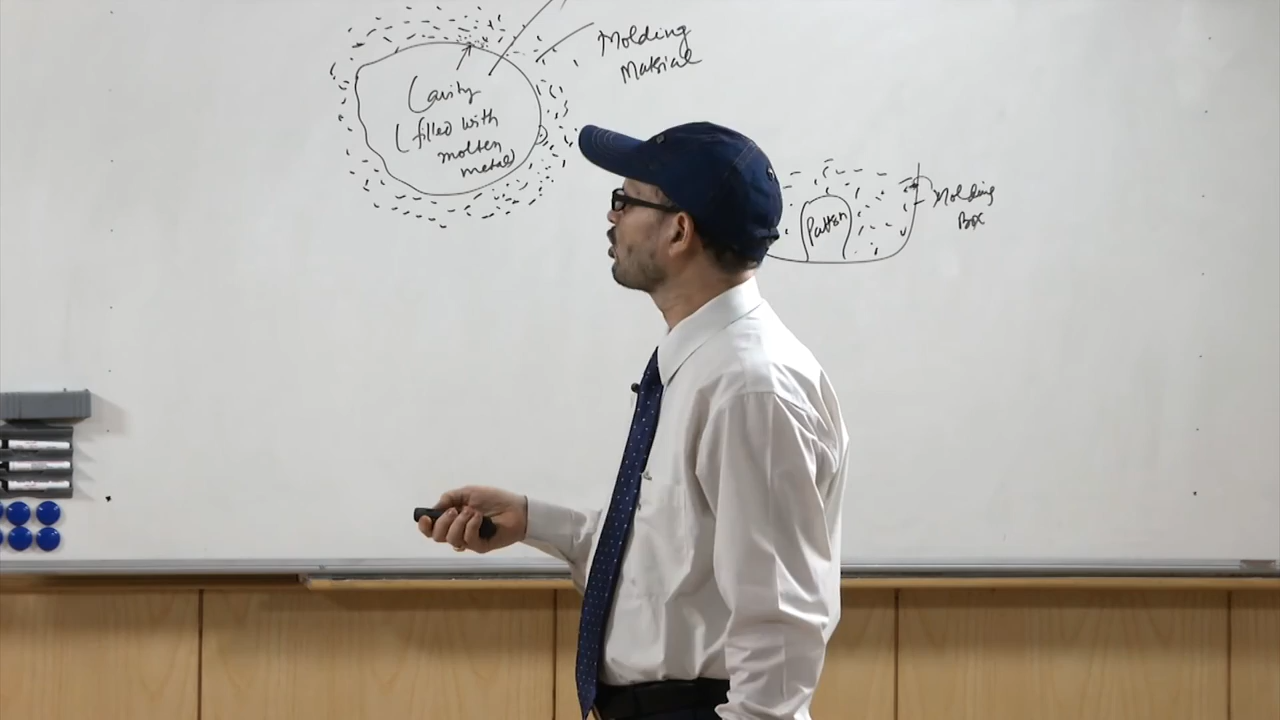 Molding
Material
Cavity
(filled with
molten
metal)
Pattern
Molding
Box